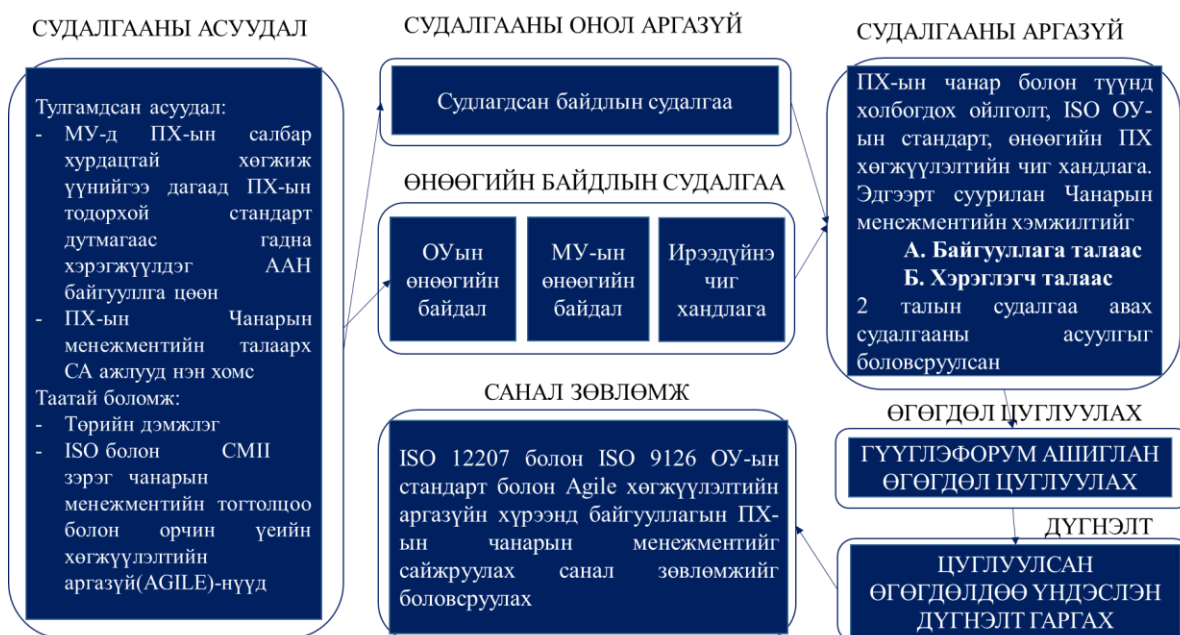 СУДАЛГААНЫ АСУУДАЛ
Тулгамдсан асуудал:
- МУ-д ПХ-ын салбар
хурдацтай хөгжиж
үүнийгээ дагаад ПХ-ын
тодорхой стандарт
дутмагаас гадна
хэрэгжүүлдэг ААН
байгууллга цөөн
- ПХ-ын Чанарын
менежментийн талаарх
СА ажлууд нэн хомс
Таатай боломж:
- Төрийн дэмжлэг
- ISO болон CMII
зэрэг чанарын
менежментийн тогтолцоо
болон орчин үеийн
хөгжүүлэлтийн
аргазүй(AGILE)-нүүд
СУДАЛГААНЫ ОНОЛ АРГАЗҮЙ
Судлагдсан байдлын судалгаа
ӨНӨӨГИЙН БАЙДЛЫН СУДАЛГАА
ОУын
өнөөгийн
байдал
МУ-ын
өнөөгийн
байдал
Ирээдүйнэ
чиг
хандлага
СУДАЛГААНЫ АРГАЗҮЙ
ПХ-ын чанар болон түүнд
холбогдох ойлголт, ISO ОУ-
ын стандарт, өнөөгийн ПХ
хөгжүүлэлтийн чиг хандлага.
Эдгээрт суурилан Чанарын
менежментийн хэмжилтийг
А. Байгууллага талаас
Б. Хэрэглэгч талаас
2 талын судалгаа авах
судалгааны асуулгыг
боловсруулсан
ӨГӨГДӨЛ ЦУГЛУУЛАХ
ГҮҮГЛЭФОРУМ АШИГЛАН
ӨГӨГДӨЛ ЦУГЛУУЛАХ
ДҮГНЭЛТ
ЦУГЛУУЛСАН
ӨГӨГДӨЛДӨӨ ҮНДЭСЛЭН
ДҮГНЭЛТ ГАРГАХ
САНАЛ ЗӨВЛӨМЖ
ISO 12207 болон ISO 9126 ОУ-ын
стандарт болон Agile хөгжүүлэлтийн
аргазүйн хүрээнд байгууллагын ПХ-
ын чанарын менежментийг
сайжруулах санал зөвлөмжийг
боловсруулах